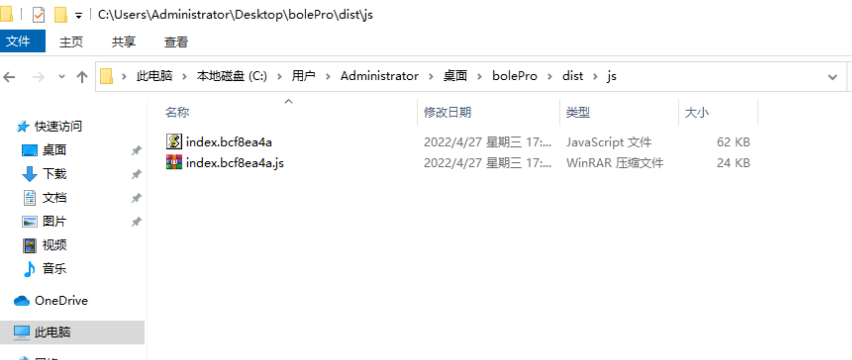 C:\Users\Administrator\Desktop\bolePro\dist\js
文件 主页 共享 查看
此电脑 本地磁盘 (C:) 用户 Administrator 桌面 bolePro dist js
名称 修改日期 类型 大小
快速访问
桌面
下载
文档
图片
视频
音乐
OneDrive
此电脑
index.bcf8ea4a 2022/4/27 星期三 17:... JavaScript 文件 62 KB
index.bcf8ea4a.js 2022/4/27 星期三 17:... WinRAR 压缩文件 24 KB